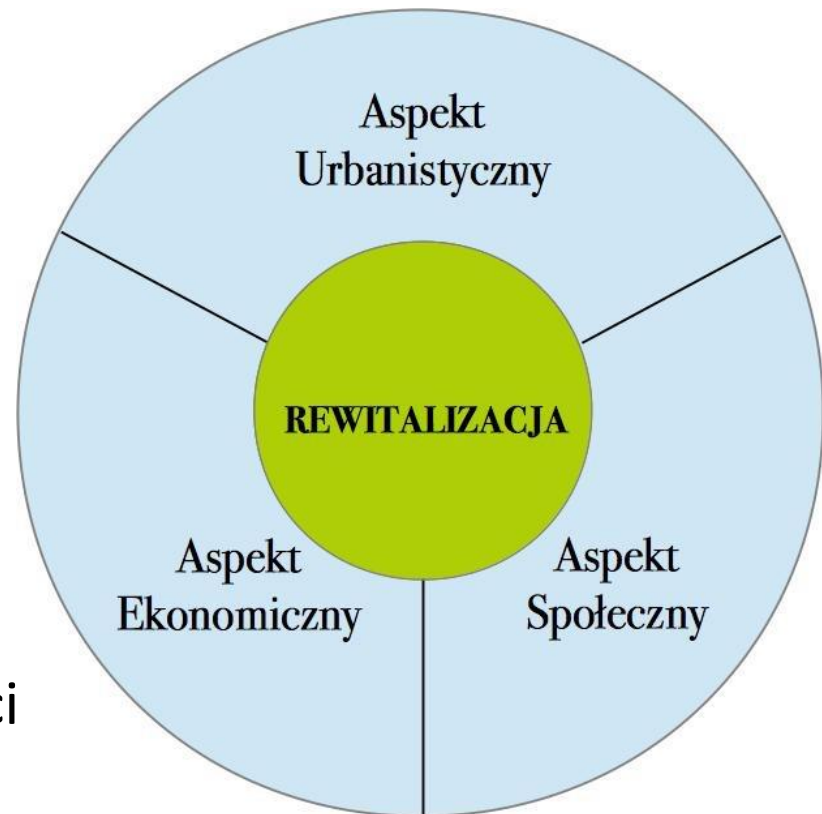 Aspekt
Urbanistyczny
REWITALIZACJA
Aspekt
Ekonomiczny
Aspekt
Społeczny